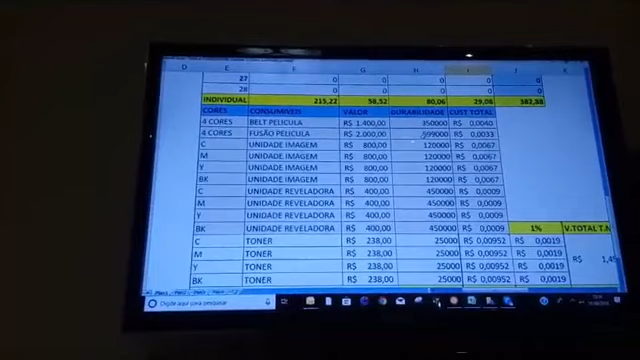 D E F G H I J K
27 0 0 0 0 0
28 0 0 0 0 0
INDIVIDUAL 215,22 58,52 80,06 29,08 382,88
CORES CONSUMIVEIS VALOR DURABILIDADE CUST TOTAL
4 CORES BELT PELICULA R$ 1.400,00 350000 R$ 0,0040
4 CORES FUSÃO PELICULA R$ 2.000,00 599000 R$ 0,0033
C UNIDADE IMAGEM R$ 800,00 120000 R$ 0,0067
M UNIDADE IMAGEM R$ 800,00 120000 R$ 0,0067
Y UNIDADE IMAGEM R$ 800,00 120000 R$ 0,0067
BK UNIDADE IMAGEM R$ 800,00 120000 R$ 0,0067
C UNIDADE REVELADORA R$ 400,00 450000 R$ 0,0009
M UNIDADE REVELADORA R$ 400,00 450000 R$ 0,0009
Y UNIDADE REVELADORA R$ 400,00 450000 R$ 0,0009
BK UNIDADE REVELADORA R$ 400,00 450000 R$ 0,0009 1% V.TOTAL T.N
C TONER R$ 238,00 25000 R$ 0,00952 R$ 0,0019
M TONER R$ 238,00 25000 R$ 0,00952 R$ 0,0019
Y TONER R$ 238,00 25000 R$ 0,00952 R$ 0,0019 R$ 1,45
BK TONER R$ 238,00 25000 R$ 0,00952 R$ 0,0019
Digite aqui para pesquisar